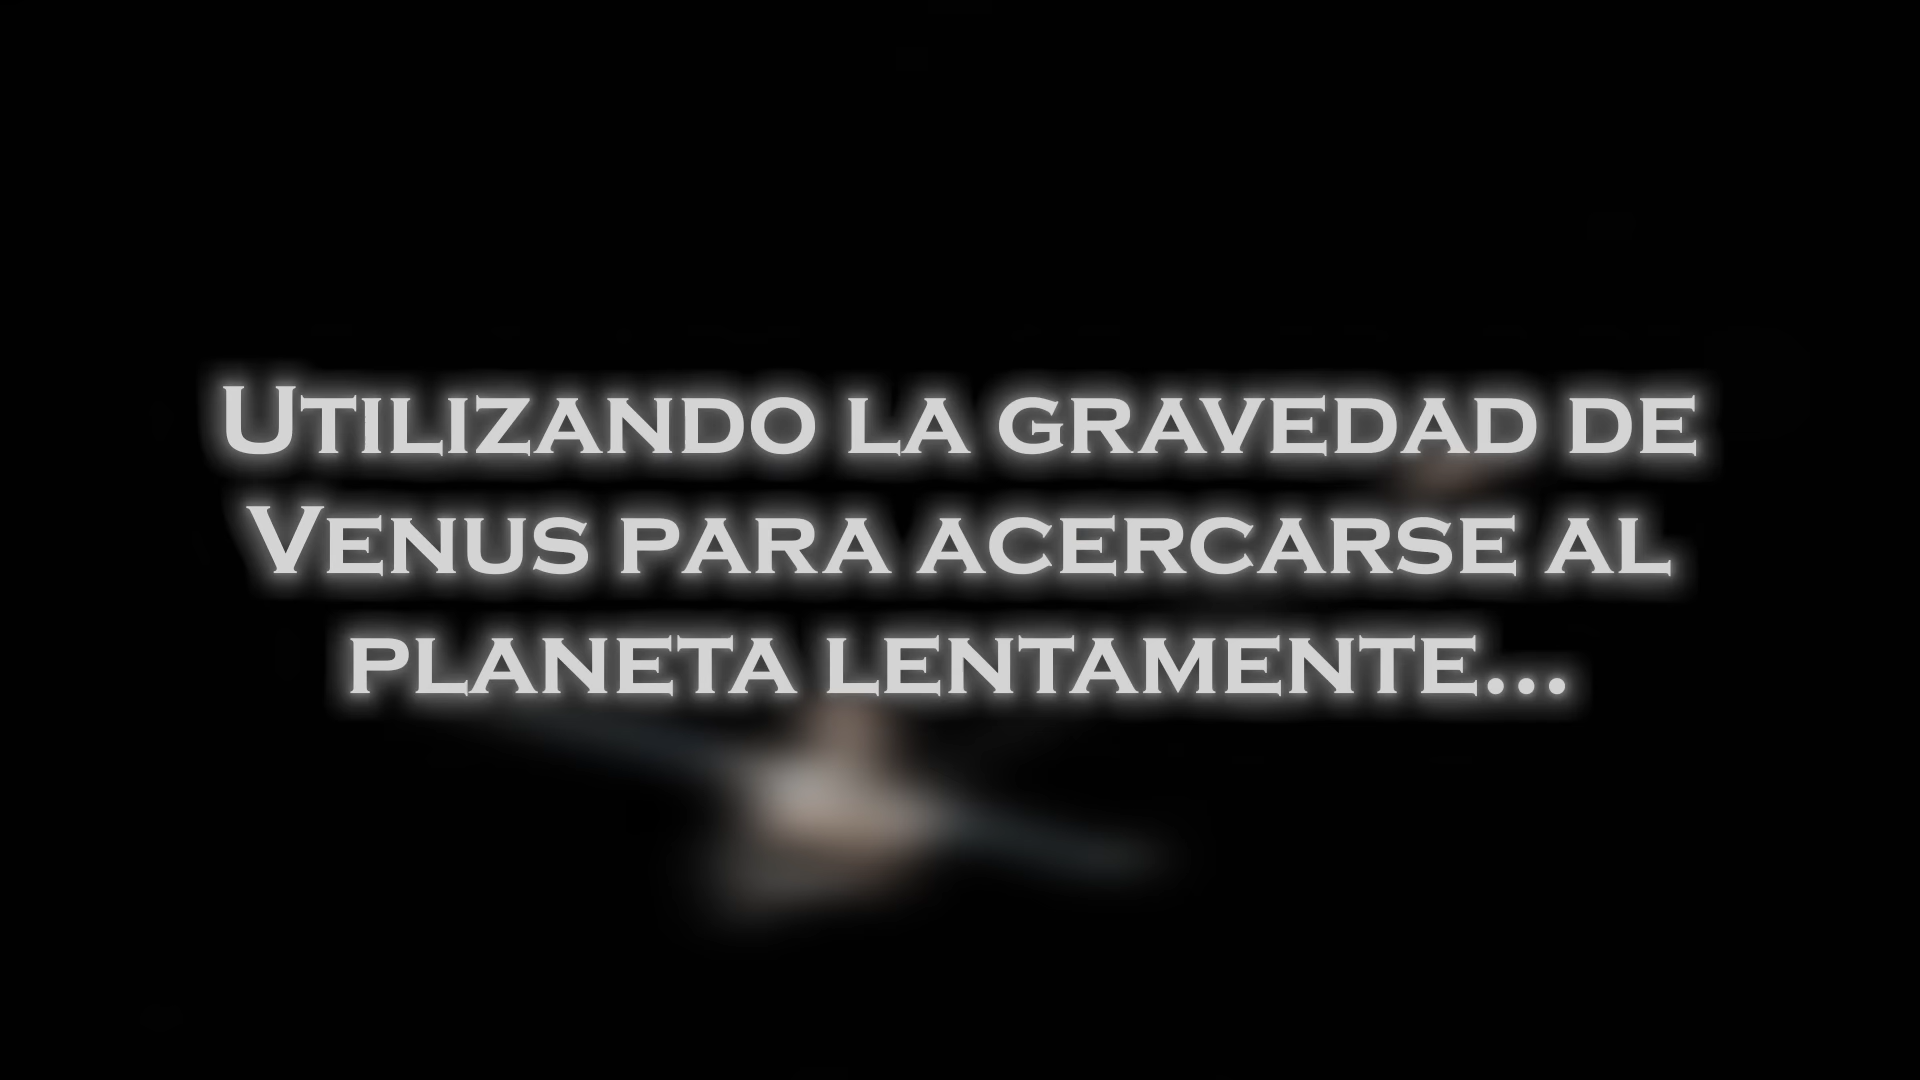 Utilizando la gravedad de
Venus para acercarse al
planeta lentamente...